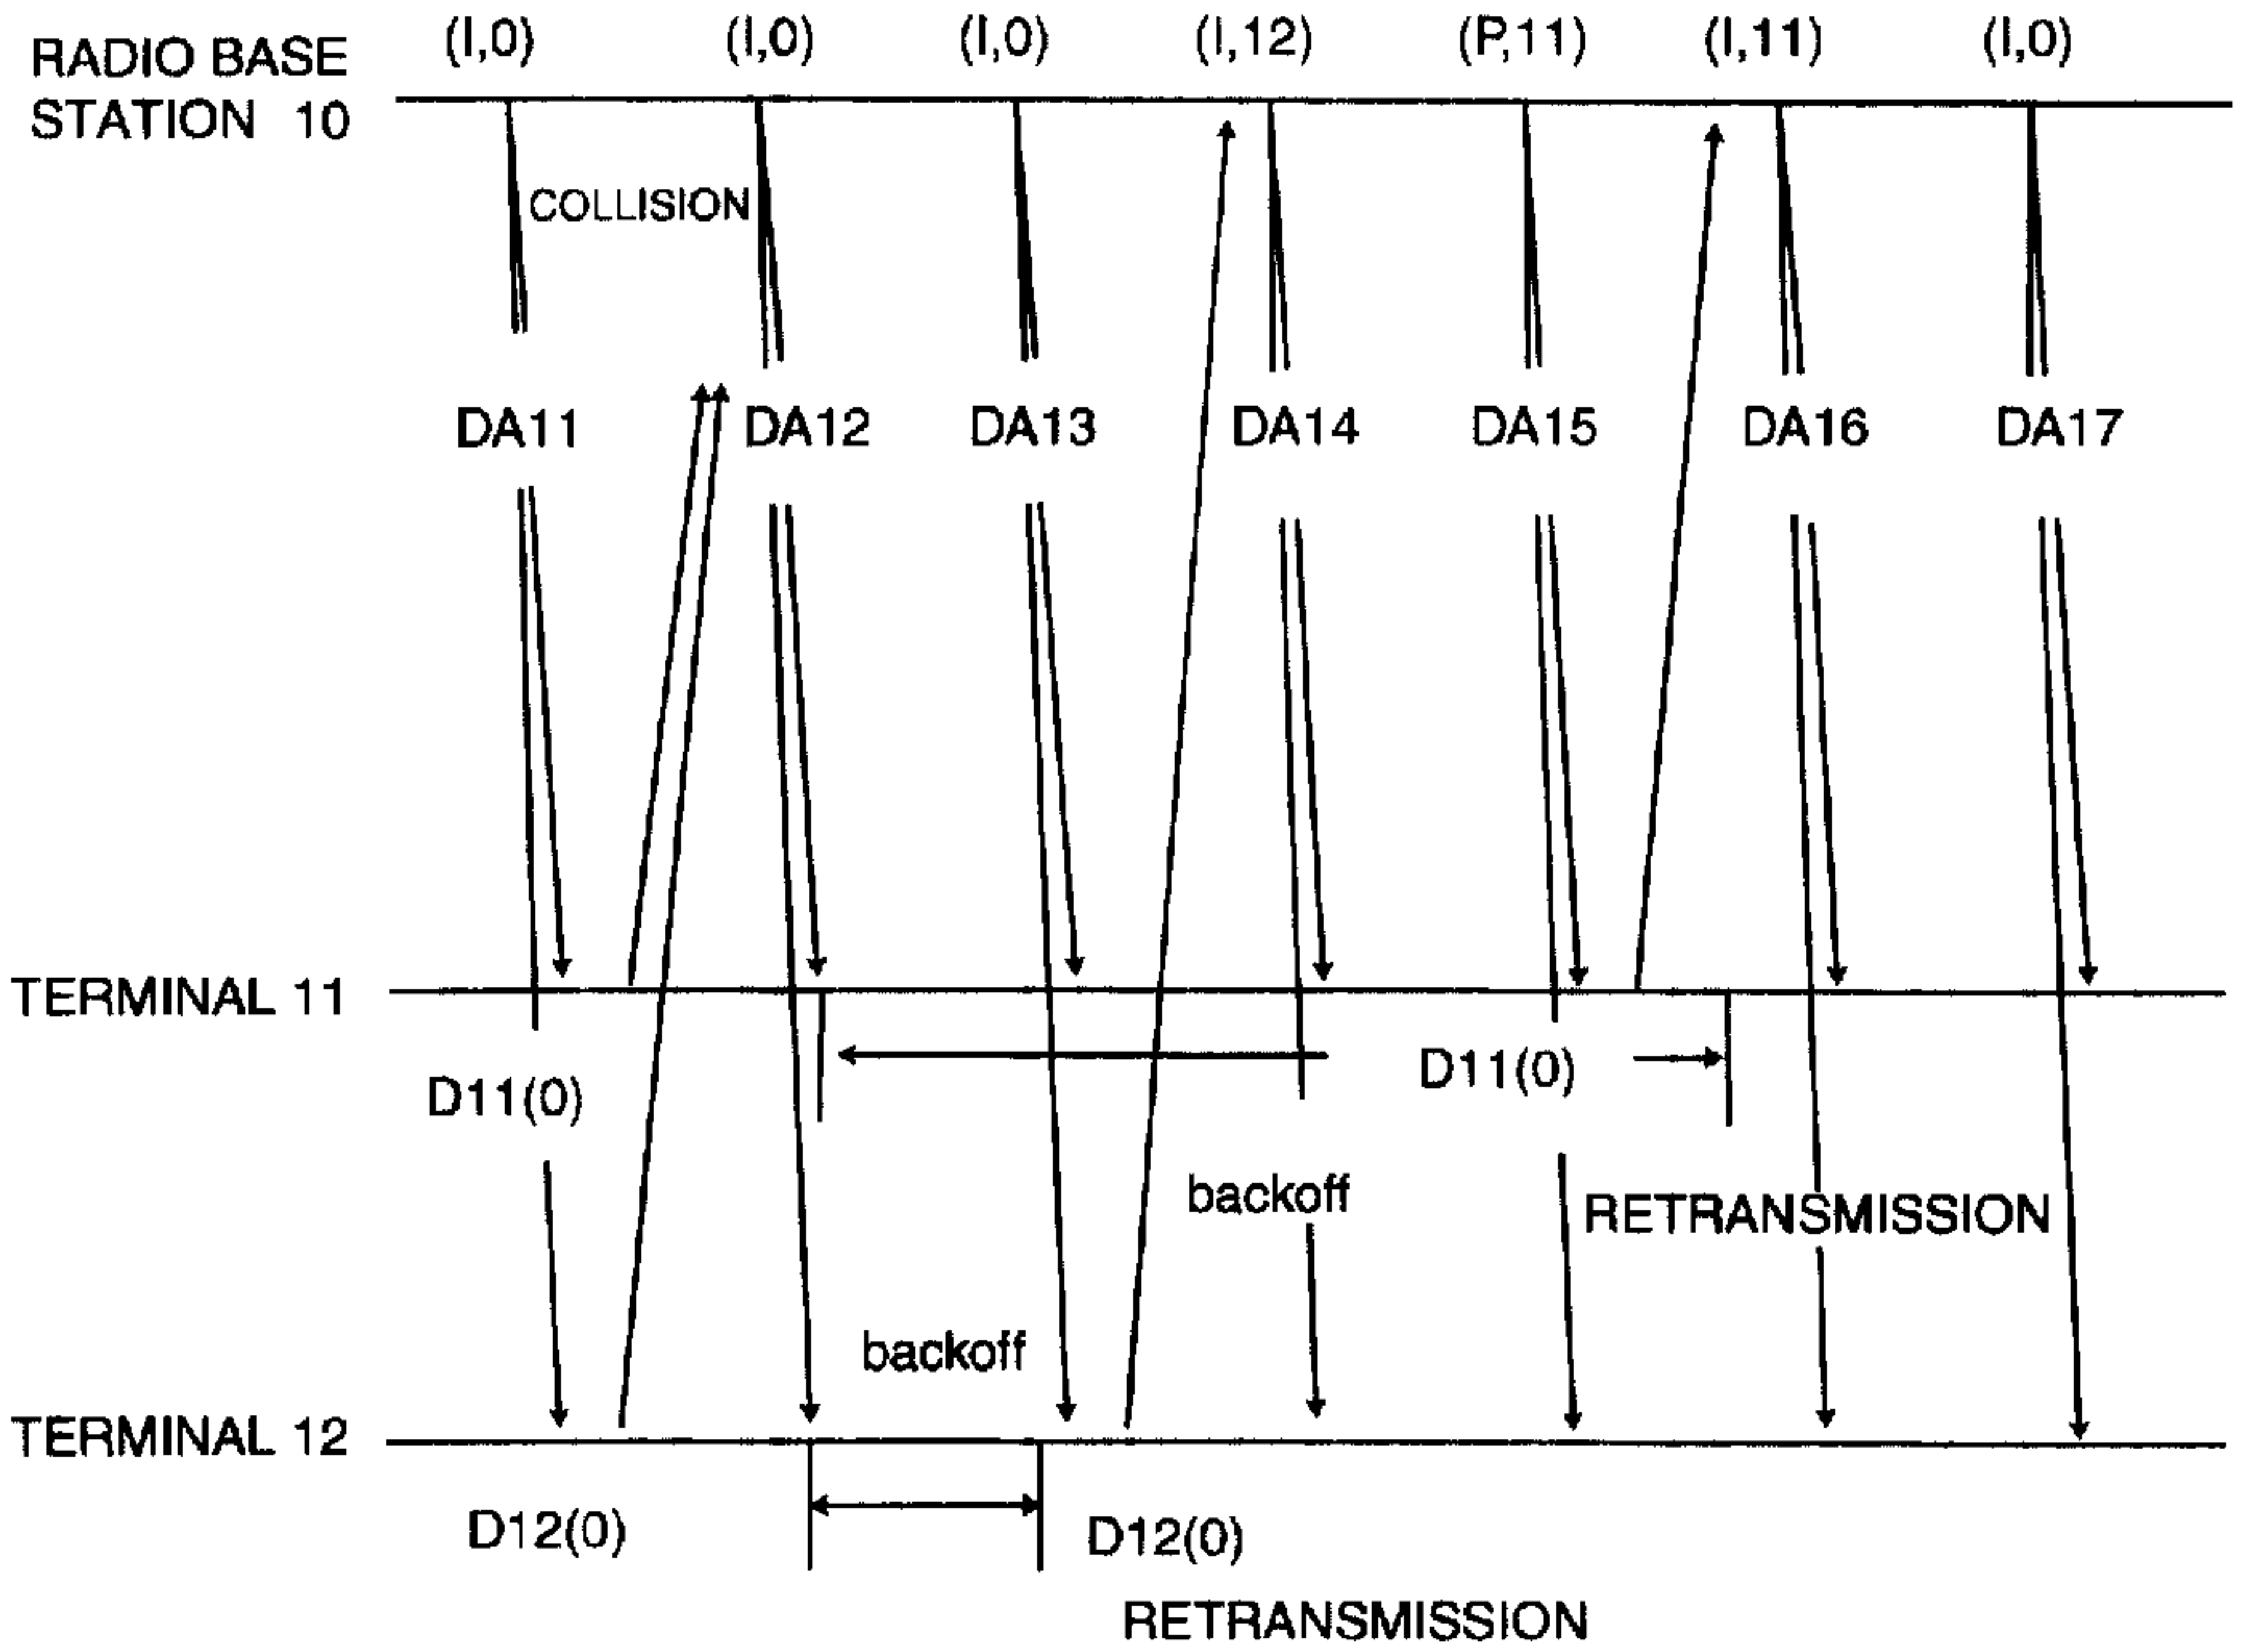 (I,0) (I,0) (I,0) (I,12) (P,11) (I,11) (I,0)
RADIO BASE
STATION 10
COLLISION
DA11 DA12 DA13 DA14 DA15 DA16 DA17
TERMINAL 11
D11(0) D11(0)
backoff RETRANSMISSION
backoff
TERMINAL 12
D12(0) D12(0)
RETRANSMISSION